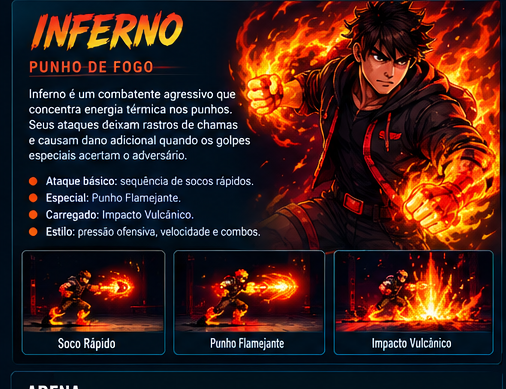 INFERNO
PUNHO DE FOGO
Inferno é um combatente agressivo que
concentra energia térmica nos punhos.
Seus ataques deixam rastros de chamas
e causam dano adicional quando os golpes
especiais acertam o adversário.
Ataque básico: sequência de socos rápidos.
Especial: Punho Flamejante.
Carregado: Impacto Vulcânico.
Estilo: pressão ofensiva, velocidade e combos.
Soco Rápido
Punho Flamejante
Impacto Vulcânico